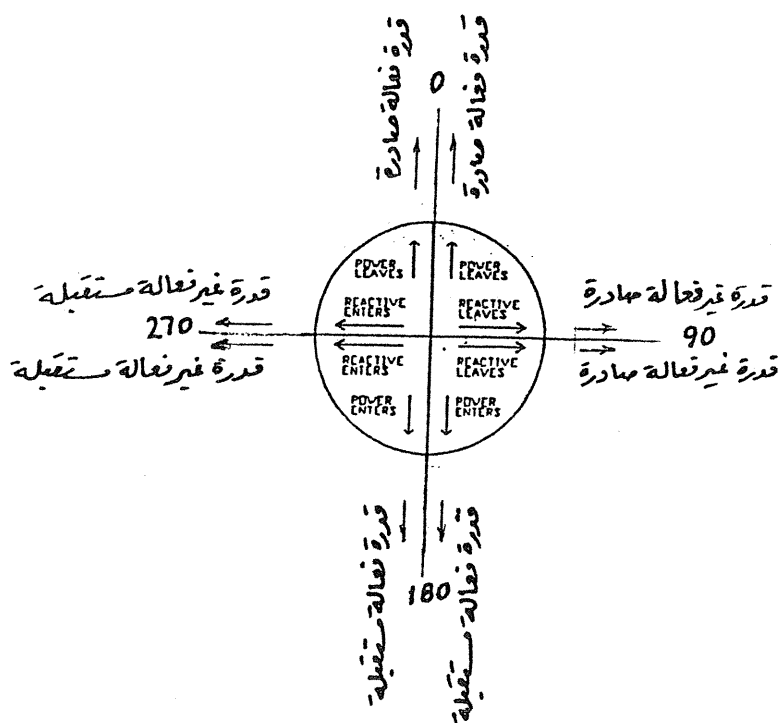 قدرة فعالة صادرة
قدرة فعالة صادرة
0
POWER LEAVES
POWER LEAVES
قدرة غير فعالة مستقبلة
REACTIVE ENTERS
REACTIVE LEAVES
قدرة غير فعالة صادرة
270
90
قدرة غير فعالة مستقبلة
REACTIVE ENTERS
REACTIVE LEAVES
قدرة غير فعالة صادرة
POWER ENTERS
POWER ENTERS
قدرة فعالة مستقبلة
قدرة فعالة مستقبلة
180